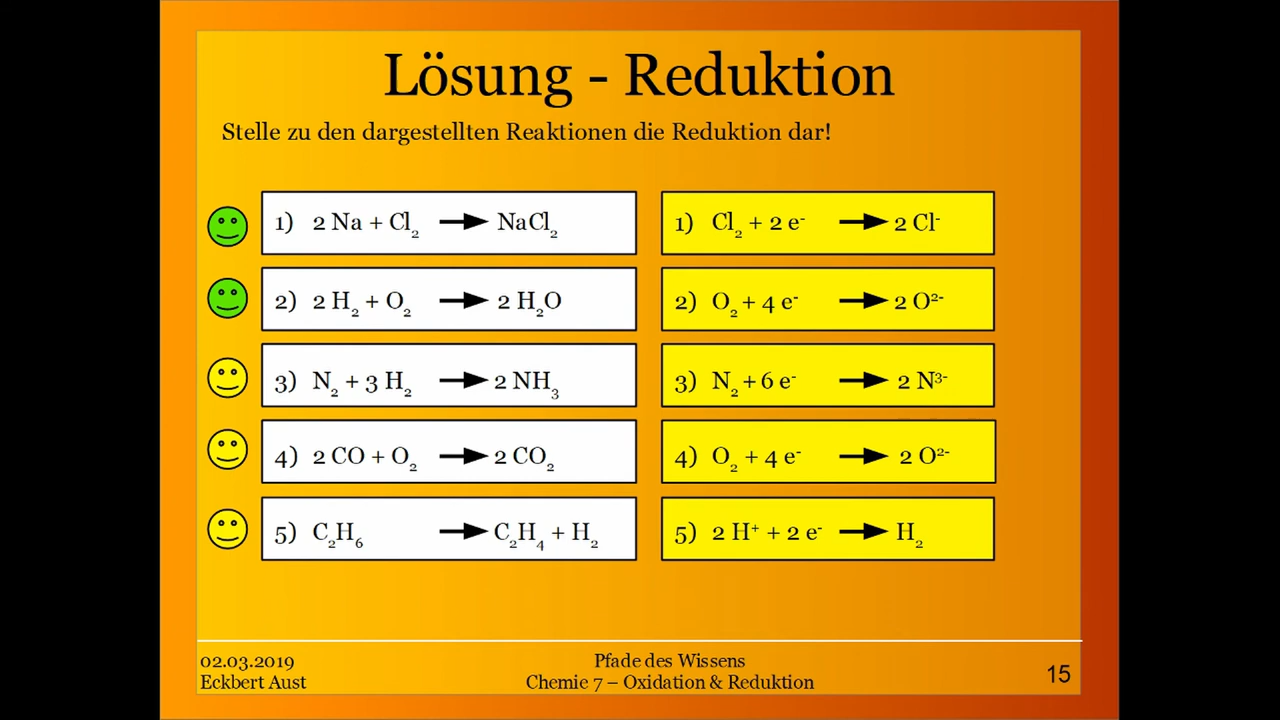 Lösung - Reduktion
Stelle zu den dargestellten Reaktionen die Reduktion dar!
1) 2 Na + Cl₂ → NaCl₂
1) Cl₂ + 2 e⁻ → 2 Cl⁻
2) 2 H₂ + O₂ → 2 H₂O
2) O₂ + 4 e⁻ → 2 O²⁻
3) N₂ + 3 H₂ → 2 NH₃
3) N₂ + 6 e⁻ → 2 N³⁻
4) 2 CO + O₂ → 2 CO₂
4) O₂ + 4 e⁻ → 2 O²⁻
5) C₂H₆ → C₂H₄ + H₂
5) 2 H⁺ + 2 e⁻ → H₂
02.03.2019
Eckbert Aust
Pfade des Wissens
Chemie 7 – Oxidation & Reduktion
15